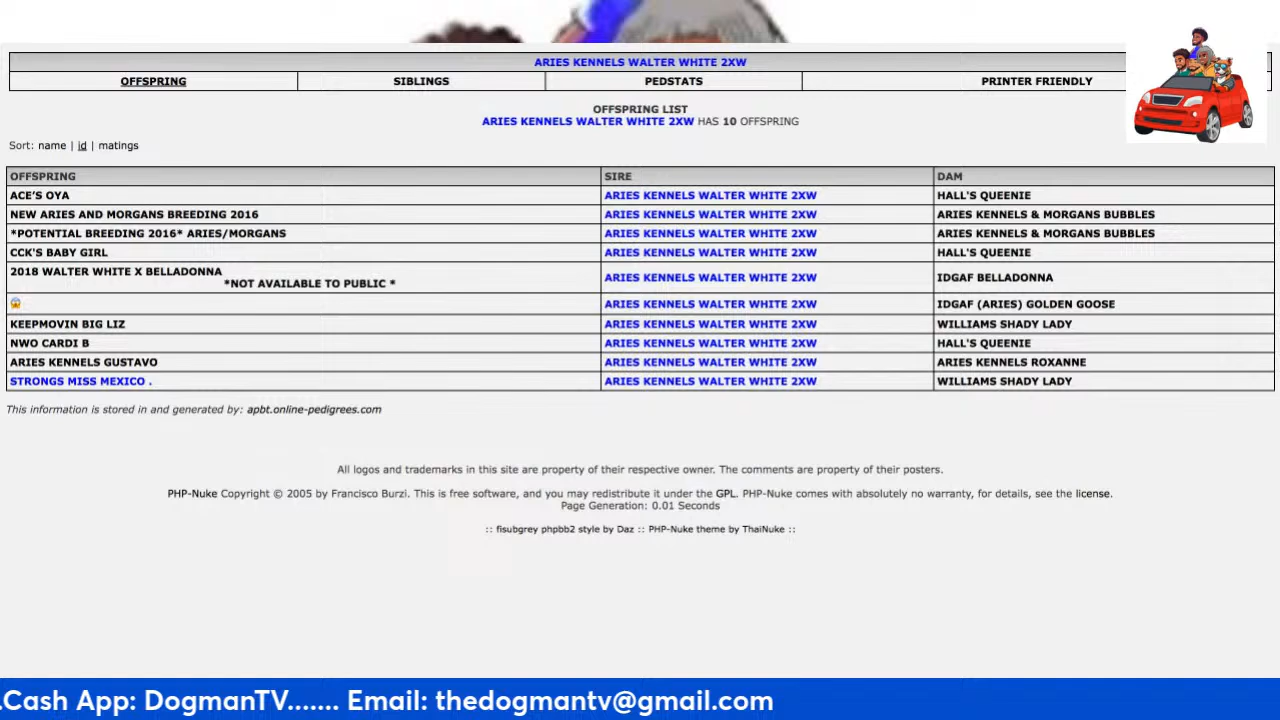 ARIES KENNELS WALTER WHITE 2XW
OFFSPRING SIBLINGS PEDSTATS PRINTER FRIENDLY
OFFSPRING LIST
ARIES KENNELS WALTER WHITE 2XW HAS 10 OFFSPRING
Sort: name | id | matings
OFFSPRING SIRE DAM
ACE'S OYA ARIES KENNELS WALTER WHITE 2XW HALL'S QUEENIE
NEW ARIES AND MORGANS BREEDING 2016 ARIES KENNELS WALTER WHITE 2XW ARIES KENNELS & MORGANS BUBBLES
*POTENTIAL BREEDING 2016* ARIES/MORGANS ARIES KENNELS WALTER WHITE 2XW ARIES KENNELS & MORGANS BUBBLES
CCK'S BABY GIRL ARIES KENNELS WALTER WHITE 2XW HALL'S QUEENIE
2018 WALTER WHITE X BELLADONNA
*NOT AVAILABLE TO PUBLIC * ARIES KENNELS WALTER WHITE 2XW IDGAF BELLADONNA
😱 ARIES KENNELS WALTER WHITE 2XW IDGAF (ARIES) GOLDEN GOOSE
KEEPMOVIN BIG LIZ ARIES KENNELS WALTER WHITE 2XW WILLIAMS SHADY LADY
NWO CARDI B ARIES KENNELS WALTER WHITE 2XW HALL'S QUEENIE
ARIES KENNELS GUSTAVO ARIES KENNELS WALTER WHITE 2XW ARIES KENNELS ROXANNE
STRONGS MISS MEXICO . ARIES KENNELS WALTER WHITE 2XW WILLIAMS SHADY LADY
This information is stored in and generated by: apbt.online-pedigrees.com
All logos and trademarks in this site are property of their respective owner. The comments are property of their posters.
PHP-Nuke Copyright © 2005 by Francisco Burzi. This is free software, and you may redistribute it under the GPL. PHP-Nuke comes with absolutely no warranty, for details, see the license.
Page Generation: 0.01 Seconds
:: fisubgrey phpbb2 style by Daz :: PHP-Nuke theme by ThaiNuke ::
.Cash App: DogmanTV....... Email: thedogmantv@gmail.com